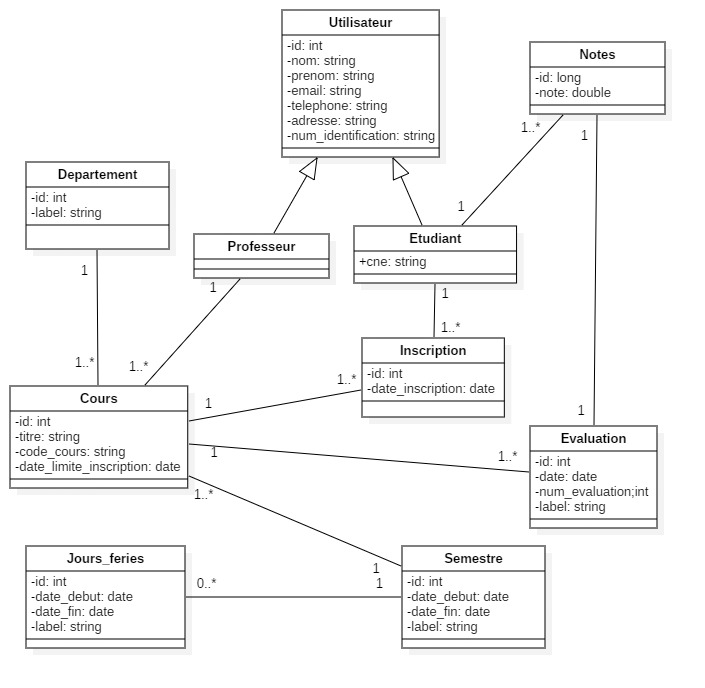 Utilisateur
-id: int
-nom: string
-prenom: string
-email: string
-telephone: string
-adresse: string
-num_identification: string
Notes
-id: long
-note: double
1..*
1
Departement
-id: int
-label: string
1
Professeur
1
Etudiant
+cne: string
1
1
1..*
1..*
1..*
Inscription
-id: int
-date_inscription: date
1..*
Cours
-id: int
-titre: string
-code_cours: string
-date_limite_inscription: date
1
1
1..*
1..*
1
Evaluation
-id: int
-date: date
-num_evaluation;int
-label: string
Jours_feries
-id: int
-date_debut: date
-date_fin: date
-label: string
0..*
1
1
Semestre
-id: int
-date_debut: date
-date_fin: date
-label: string